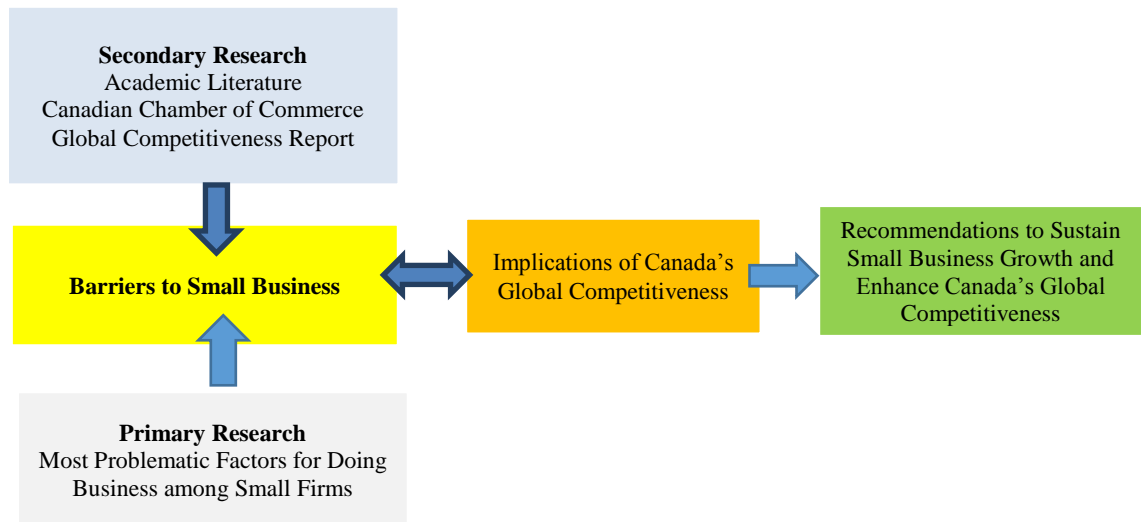 Secondary Research
Academic Literature
Canadian Chamber of Commerce
Global Competitiveness Report
Barriers to Small Business
Implications of Canada’s
Global Competitiveness
Recommendations to Sustain
Small Business Growth and
Enhance Canada’s Global
Competitiveness
Primary Research
Most Problematic Factors for Doing
Business among Small Firms